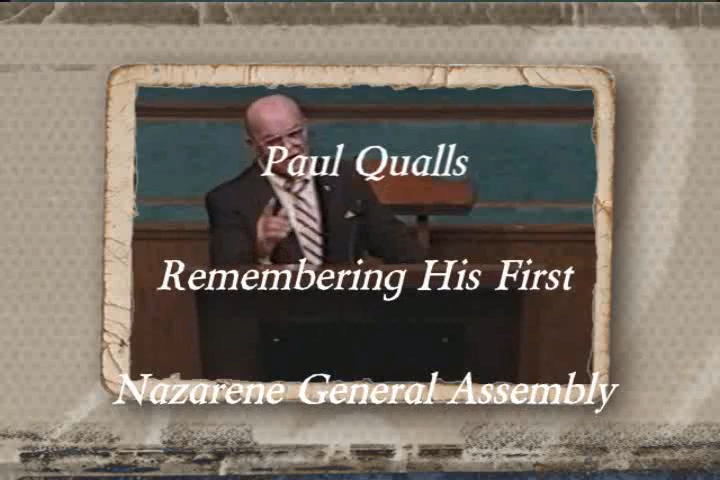 Paul Qualls
Remembering His First
Nazarene General Assembly